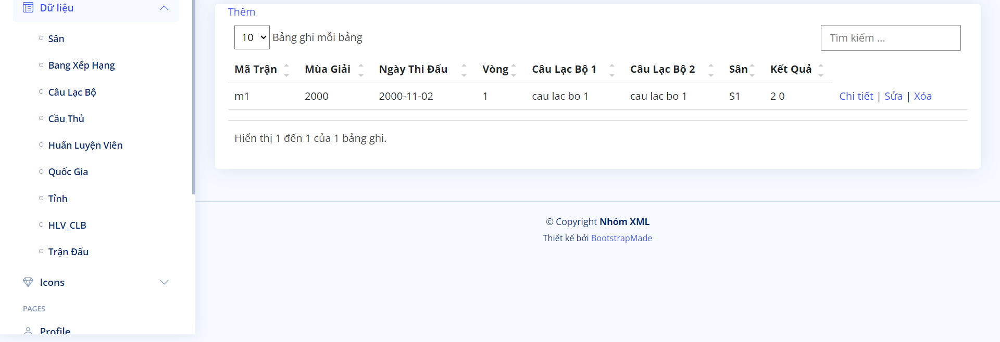 Dữ liệu
Sân
Bang Xếp Hạng
Câu Lạc Bộ
Cầu Thủ
Huấn Luyện Viên
Quốc Gia
Tỉnh
HLV_CLB
Trận Đấu
Icons
PAGES
Profile
Thêm
10 Bảng ghi mỗi bảng
Tìm kiếm ...
Mã Trận Mùa Giải Ngày Thi Đấu Vòng Câu Lạc Bộ 1 Câu Lạc Bộ 2 Sân Kết Quả
m1 2000 2000-11-02 1 cau lac bo 1 cau lac bo 1 S1 2 0 Chi tiết | Sửa | Xóa
Hiển thị 1 đến 1 của 1 bảng ghi.
© Copyright Nhóm XML
Thiết kế bởi BootstrapMade